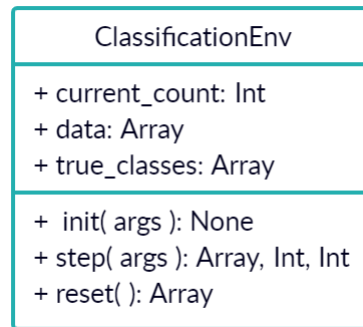 ClassificationEnv
+ current_count: Int
+ data: Array
+ true_classes: Array
+ init( args ): None
+ step( args ): Array, Int, Int
+ reset( ): Array